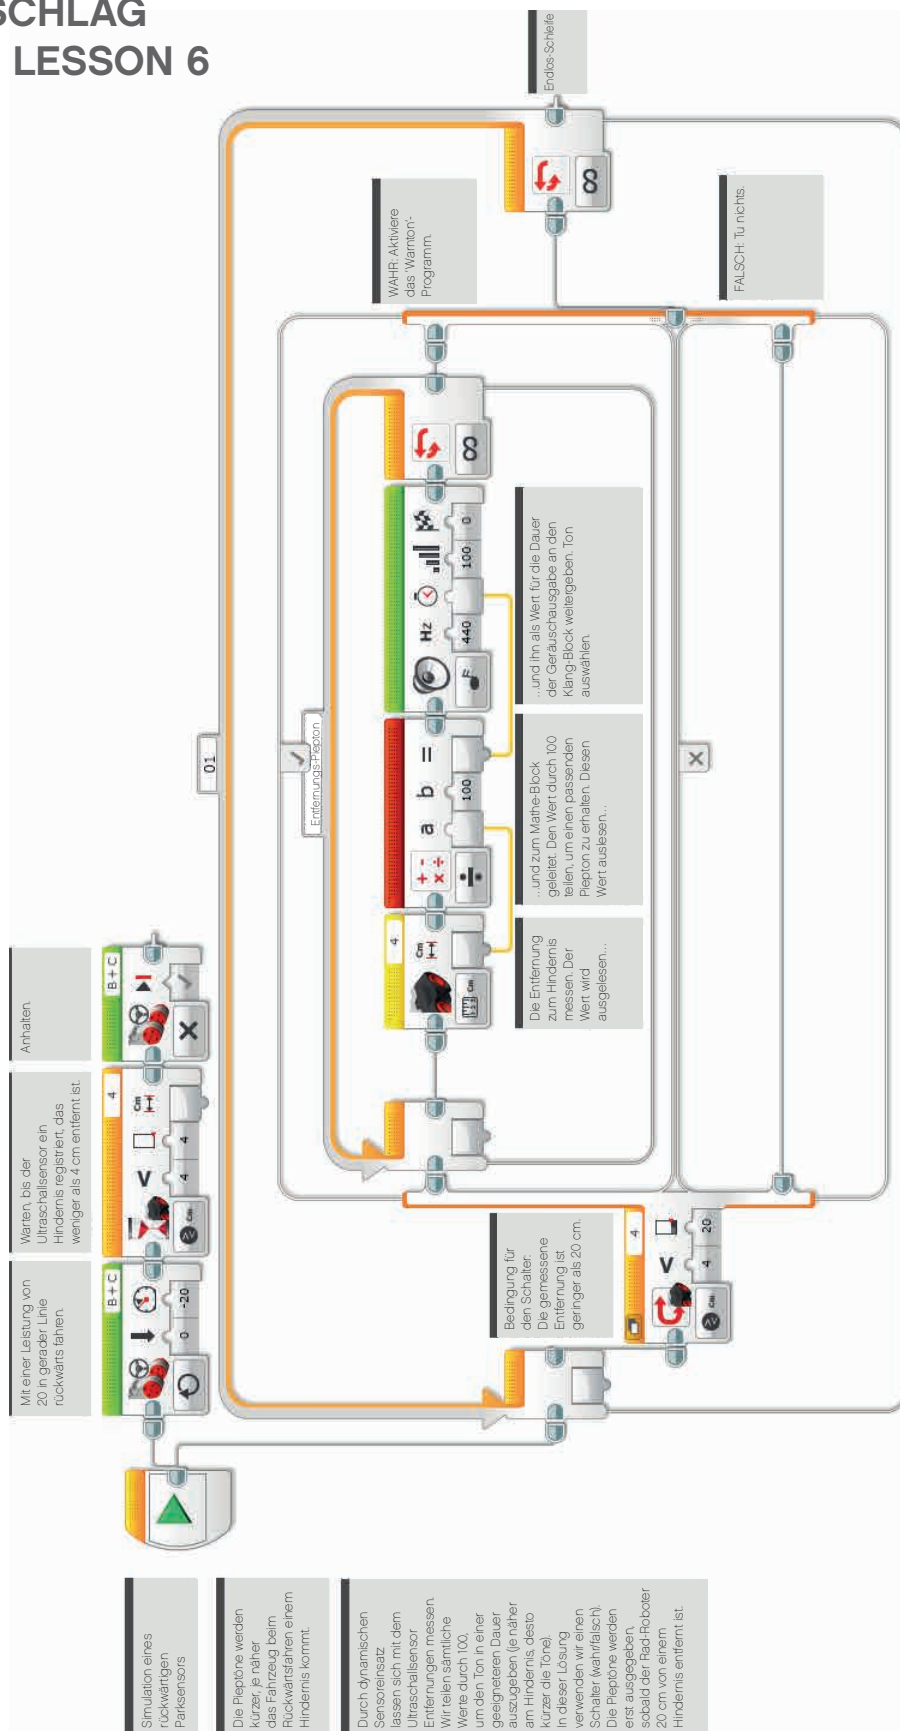 SCHLAG
LESSON 6
Simulation eines
rückwärtigen
Parksensors
Die Pieptöne werden
kürzer, je näher
das Fahrzeug beim
Rückwärtsfahren einem
Hindernis kommt.
Durch dynamischen
Sensoreinsatz
lassen sich mit dem
Ultraschallsensor
Entfernungen messen.
Wir teilen sämtliche
Werte durch 100,
um den Ton in einer
geeigneteren Dauer
auszugeben (je näher
am Hindernis, desto
kürzer die Töne).
In dieser Lösung
verwenden wir einen
Schalter (wahr/falsch).
Die Pieptöne werden
erst ausgegeben,
sobald der Rad-Roboter
20 cm von einem
Hindernis entfernt ist.
Mit einer Leistung von
20 in gerader Linie
rückwärts fahren.
B + C
0 -20
Warten, bis der
Ultraschallsensor ein
Hindernis registriert, das
weniger als 4 cm entfernt ist.
4
Cm
Cm
4 4
Anhalten
B + C
01
Bedingung für
den Schalter:
Die gemessene
Entfernung ist
geringer als 20 cm.
4
Cm
4 20
Entfernungs-Piepton
4
Cm
Cm
a b =
100
Hz
440 100 0
∞
Die Entfernung
zum Hindernis
messen. Der
Wert wird
ausgelesen...
...und zum Mathe-Block
geleitet. Den Wert durch 100
teilen, um einen passenden
Piepton zu erhalten. Diesen
Wert auslesen...
...und ihn als Wert für die Dauer
der Geräuschausgabe an den
Klang-Block weitergeben. Ton
auswählen.
WAHR: Aktiviere
das 'Warnton'-
Programm.
FALSCH: Tu nichts.
∞
Endlos-Schleife